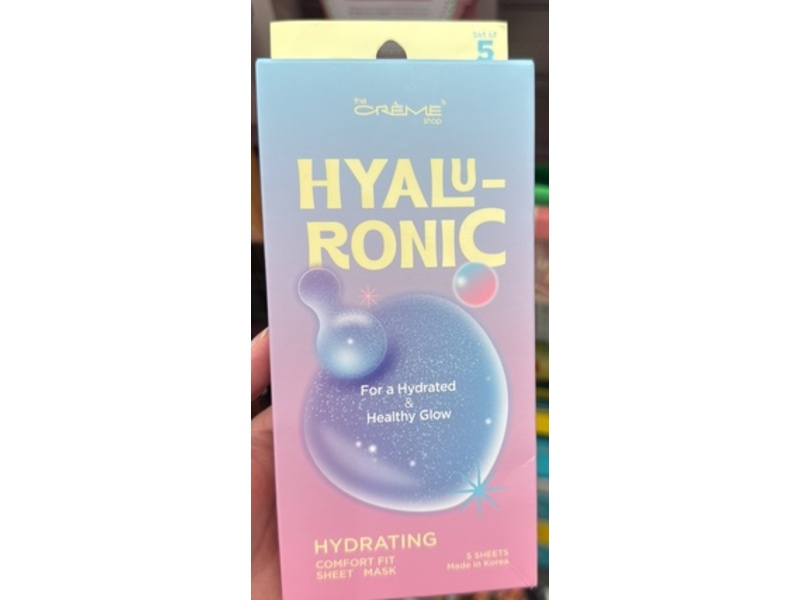 Set of
5
the
CRÈME
shop
HYALU-
RONIC
For a Hydrated
&
Healthy Glow
HYDRATING
COMFORT FIT
SHEET MASK
5 SHEETS
Made in Korea